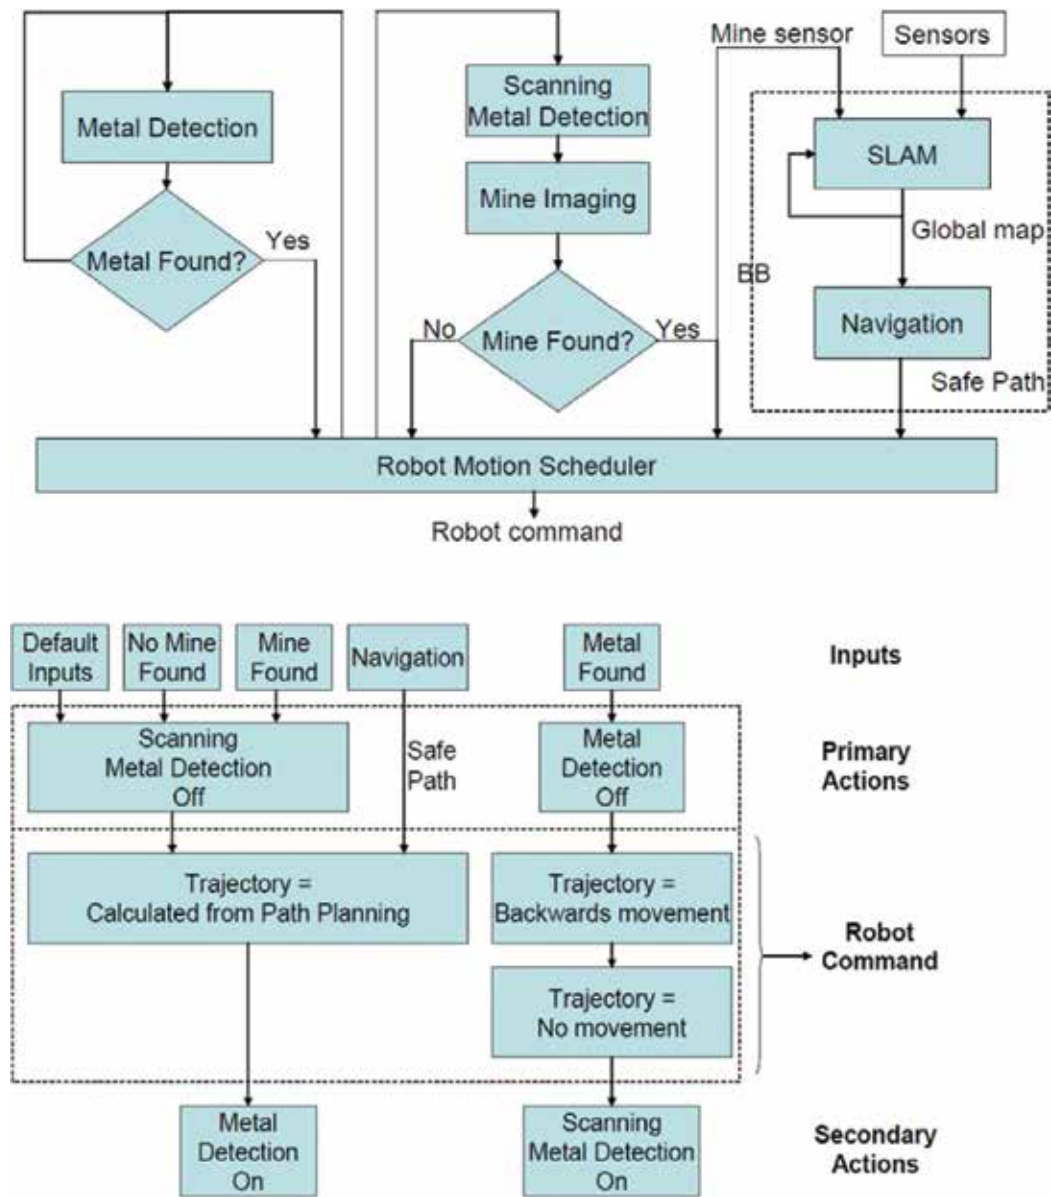 Mine sensor
Sensors
Metal Detection
Scanning
Metal Detection
SLAM
Mine Imaging
Metal Found?
Yes
Global map
BB
No
Mine Found?
Yes
Navigation
Safe Path
Robot Motion Scheduler
Robot command
Default
Inputs
No Mine
Found
Mine
Found
Navigation
Metal
Found
Inputs
Scanning
Metal Detection
Off
Safe
Path
Metal
Detection
Off
Primary
Actions
Trajectory =
Calculated from Path Planning
Trajectory =
Backwards movement
Trajectory =
No movement
Robot
Command
Metal
Detection
On
Scanning
Metal Detection
On
Secondary
Actions